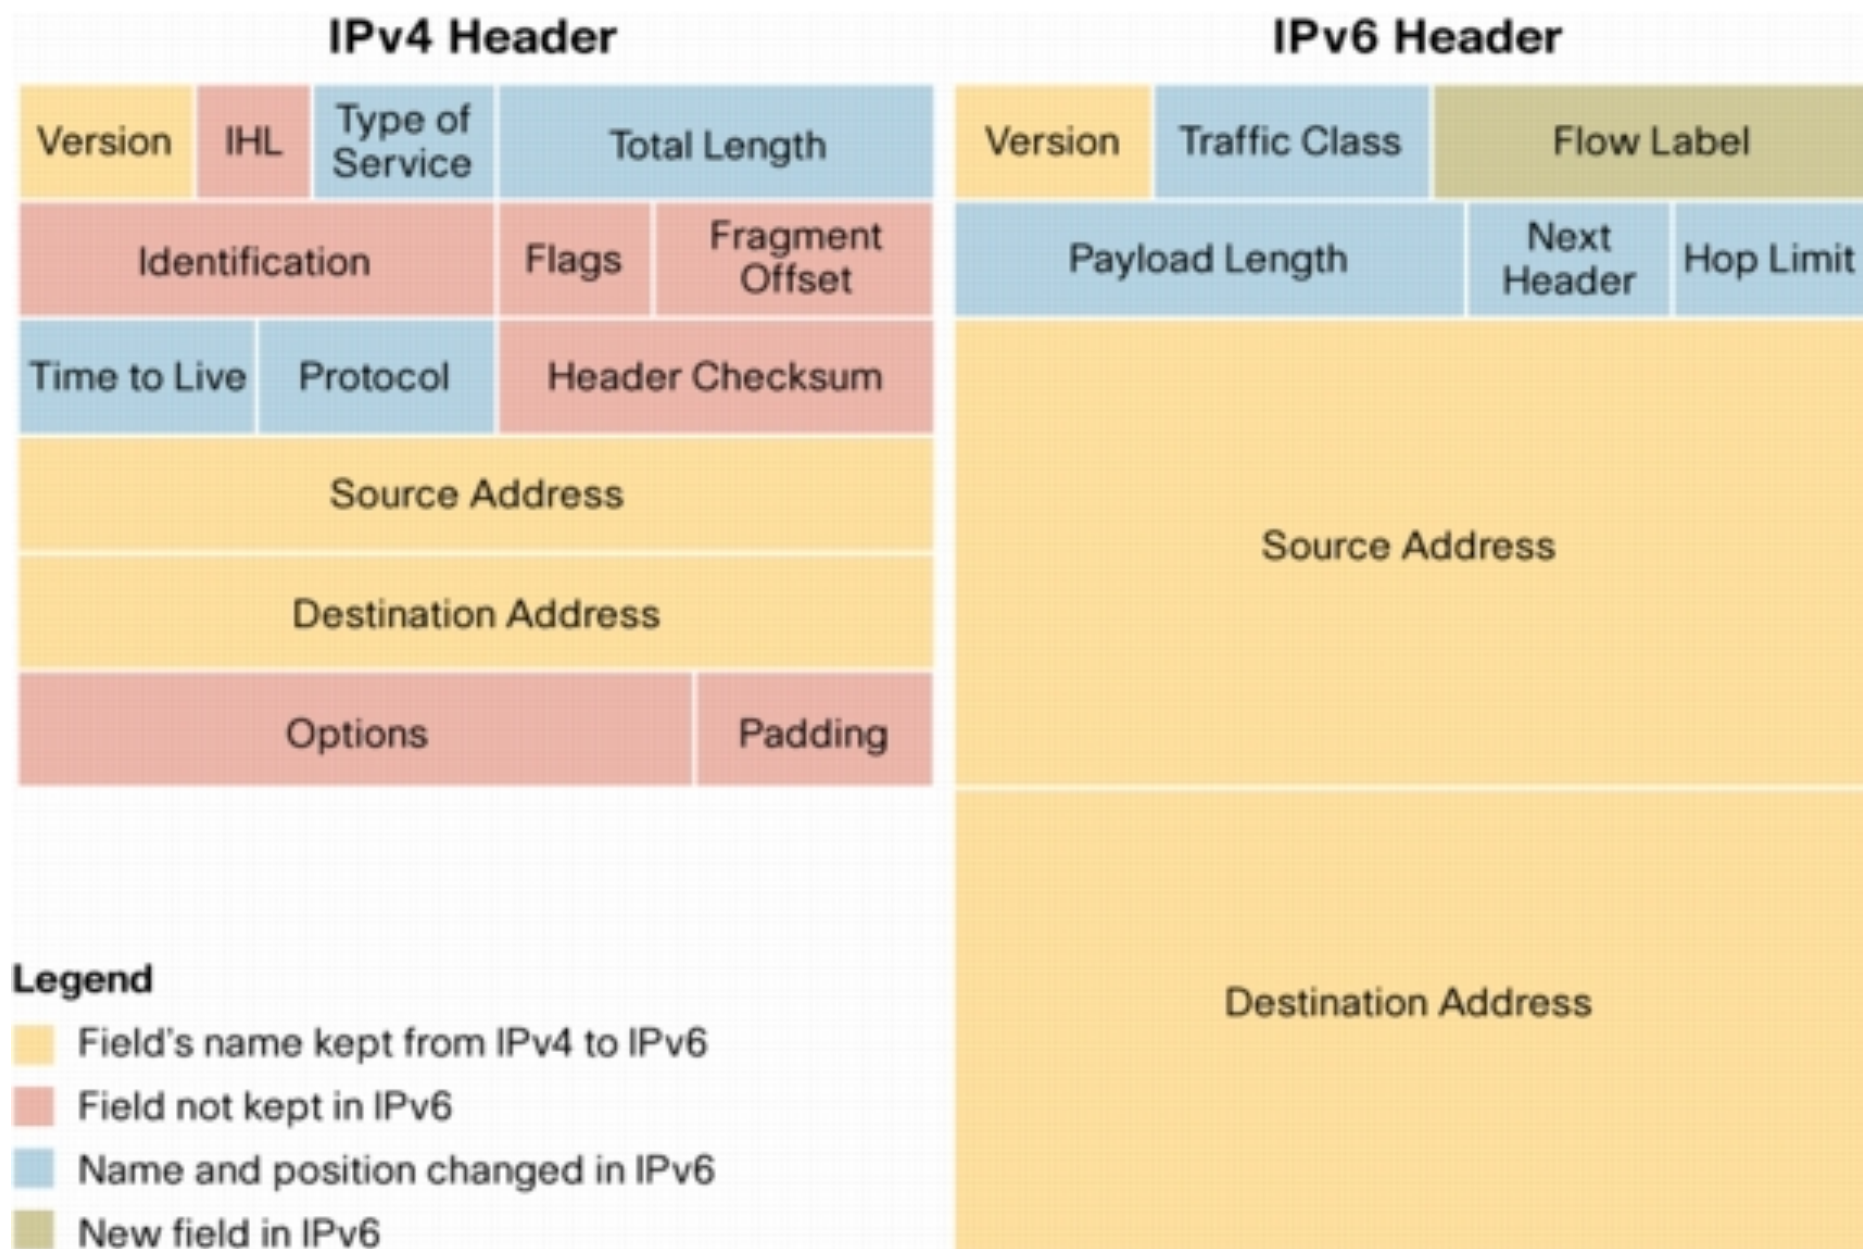 IPv4 Header
Version
IHL
Type of
Service
Total Length
Identification
Flags
Fragment
Offset
Time to Live
Protocol
Header Checksum
Source Address
Destination Address
Options
Padding
IPv6 Header
Version
Traffic Class
Flow Label
Payload Length
Next
Header
Hop Limit
Source Address
Destination Address
Legend
Field's name kept from IPv4 to IPv6
Field not kept in IPv6
Name and position changed in IPv6
New field in IPv6